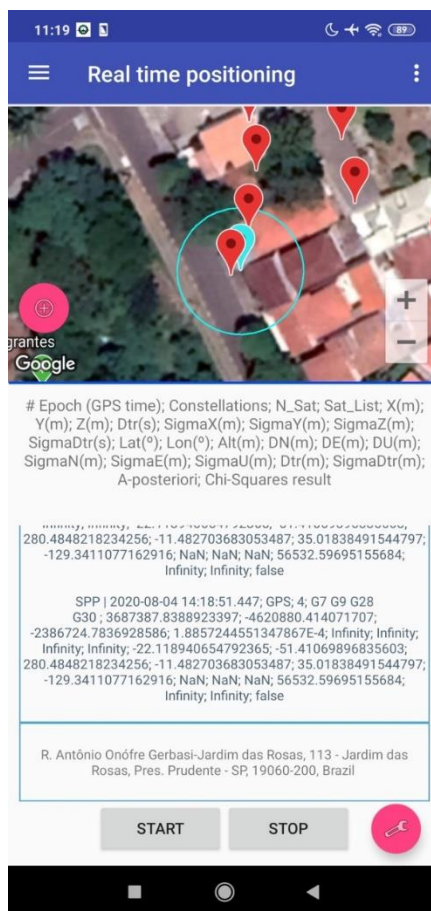 11:19
89
Real time positioning
grantes
Google
# Epoch (GPS time); Constellations; N_Sat; Sat_List; X(m);
Y(m); Z(m); Dtr(s); SigmaX(m); SigmaY(m); SigmaZ(m);
SigmaDtr(s); Lat(º); Lon(º); Alt(m); DN(m); DE(m); DU(m);
SigmaN(m); SigmaE(m); SigmaU(m); Dtr(m); SigmaDtr(m);
A-posteriori; Chi-Squares result
Infinity; Infinity; -22.118940654792365; -51.41069896835603;
280.4848218234256; -11.482703683053487; 35.01838491544797;
-129.3411077162916; NaN; NaN; NaN; 56532.59695155684;
Infinity; Infinity; false
SPP | 2020-08-04 14:18:51.447; GPS; 4; G7 G9 G28
G30 ; 3687387.8388923397; -4620880.414071707;
-2386724.7836928586; 1.8857244551347867E-4; Infinity; Infinity;
Infinity; Infinity; -22.118940654792365; -51.41069896835603;
280.4848218234256; -11.482703683053487; 35.01838491544797;
-129.3411077162916; NaN; NaN; NaN; 56532.59695155684;
Infinity; Infinity; false
R. Antônio Onófre Gerbasi-Jardim das Rosas, 113 - Jardim das
Rosas, Pres. Prudente - SP, 19060-200, Brazil
START
STOP